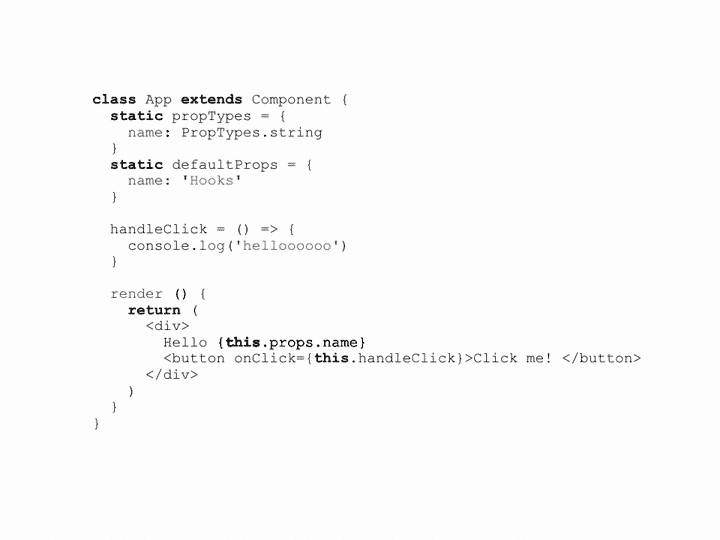 class App extends Component {
  static propTypes = {
    name: PropTypes.string
  }
  static defaultProps = {
    name: 'Hooks'
  }

  handleClick = () => {
    console.log('helloooooo')
  }

  render () {
    return (
      <div>
        Hello {this.props.name}
        <button onClick={this.handleClick}>Click me! </button>
      </div>
    )
  }
}